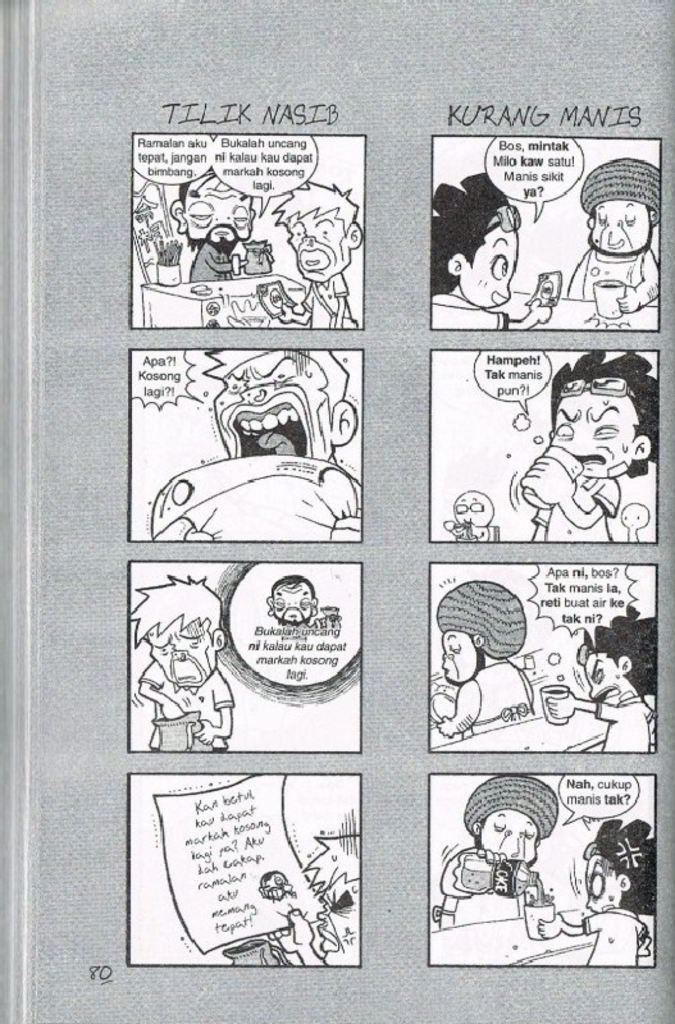 TILIK NASIB
Ramalan aku
tepat, jangan
bimbang.
Bukalah uncang
ni kalau kau dapat
markah kosong
lagi.
Apa?!
Kosong
lagi?!
Bukalah uncang
ni kalau kau dapat
markah kosong
lagi.
Kan betul
kau dapat
markah kosong
lagi ya? Aku
dah cakap,
ramalan
aku
memang
tepat!
KURANG MANIS
Bos, mintak
Milo kaw satu!
Manis sikit
ya?
Hampeh!
Tak manis
pun?!
Apa ni, bos?
Tak manis la,
reti buat air ke
tak ni?
Nah, cukup
manis tak?
COKE
80